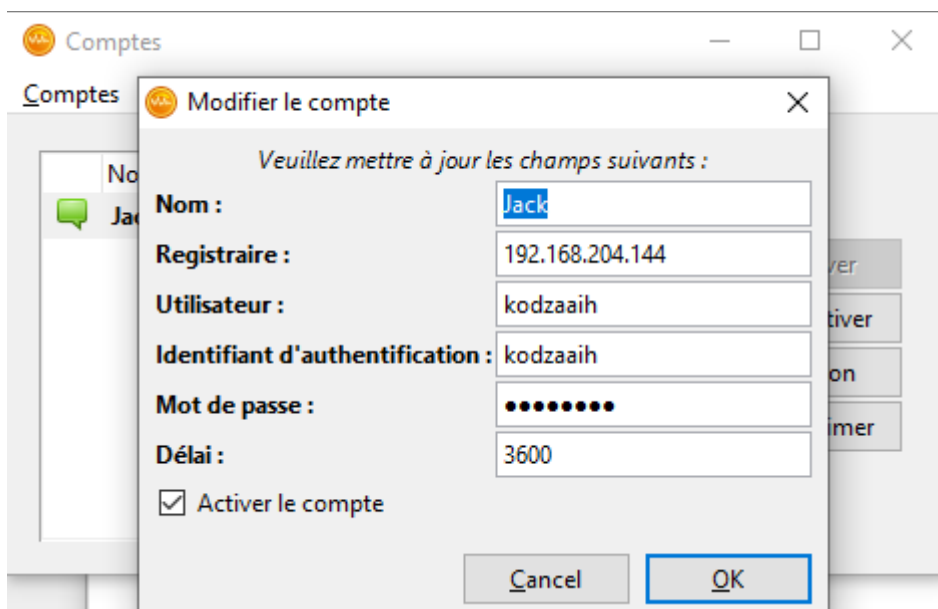 Comptes
Comptes
Modifier le compte
Veuillez mettre à jour les champs suivants :
Nom :
Jack
Registraire :
192.168.204.144
Utilisateur :
kodzaaih
Identifiant d'authentification :
kodzaaih
Mot de passe :
••••••••
Délai :
3600
Activer le compte
Cancel
OK